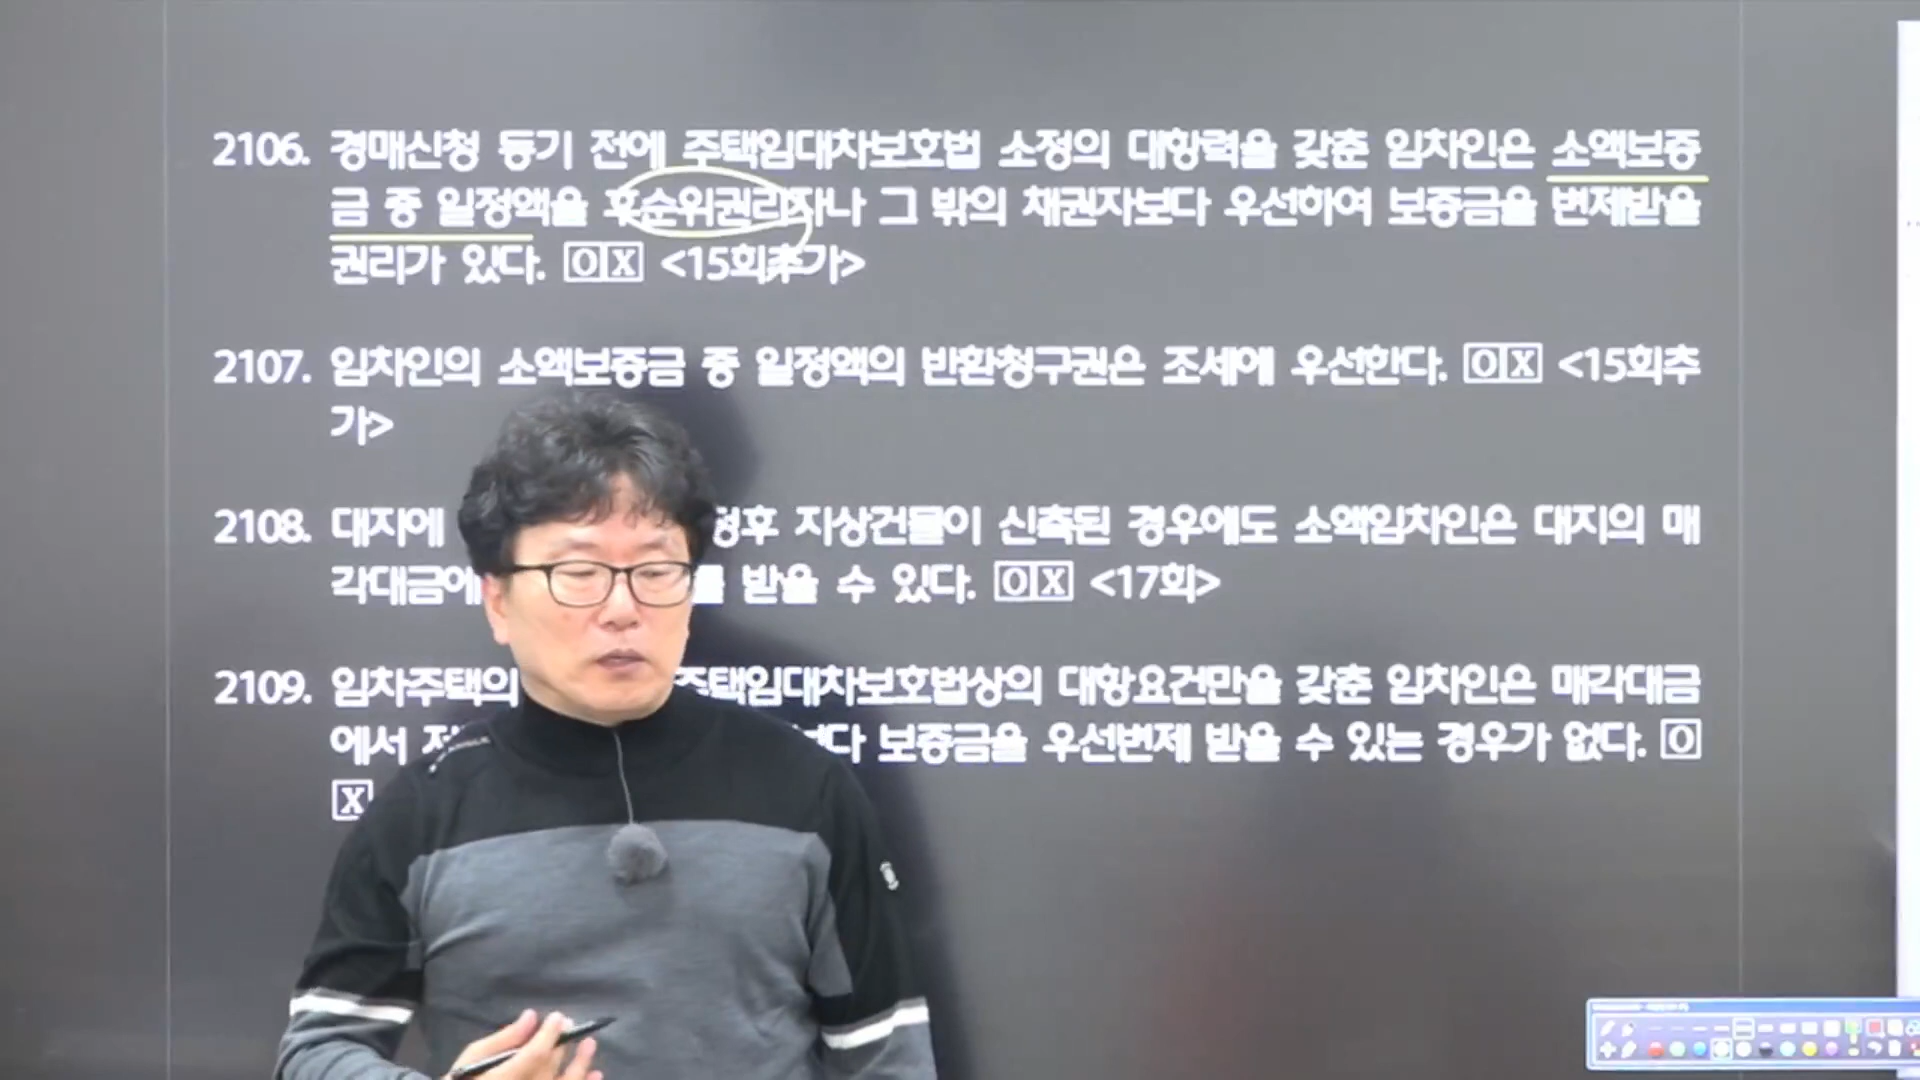 2106. 경매신청 등기 전에 주택임대차보호법 소정의 대항력을 갖춘 임차인은 소액보증
금 중 일정액을 후순위권리자나 그 밖의 채권자보다 우선하여 보증금을 변제받을
권리가 있다. O X <15회추가>
2107. 임차인의 소액보증금 중 일정액의 반환청구권은 조세에 우선한다. O X <15회추
가>
2108. 대지에 정후 지상건물이 신축된 경우에도 소액임차인은 대지의 매
각대금에 를 받을 수 있다. O X <17회>
2109. 임차주택의 주택임대차보호법상의 대항요건만을 갖춘 임차인은 매각대금
에서 보다 보증금을 우선변제 받을 수 있는 경우가 없다. O
X